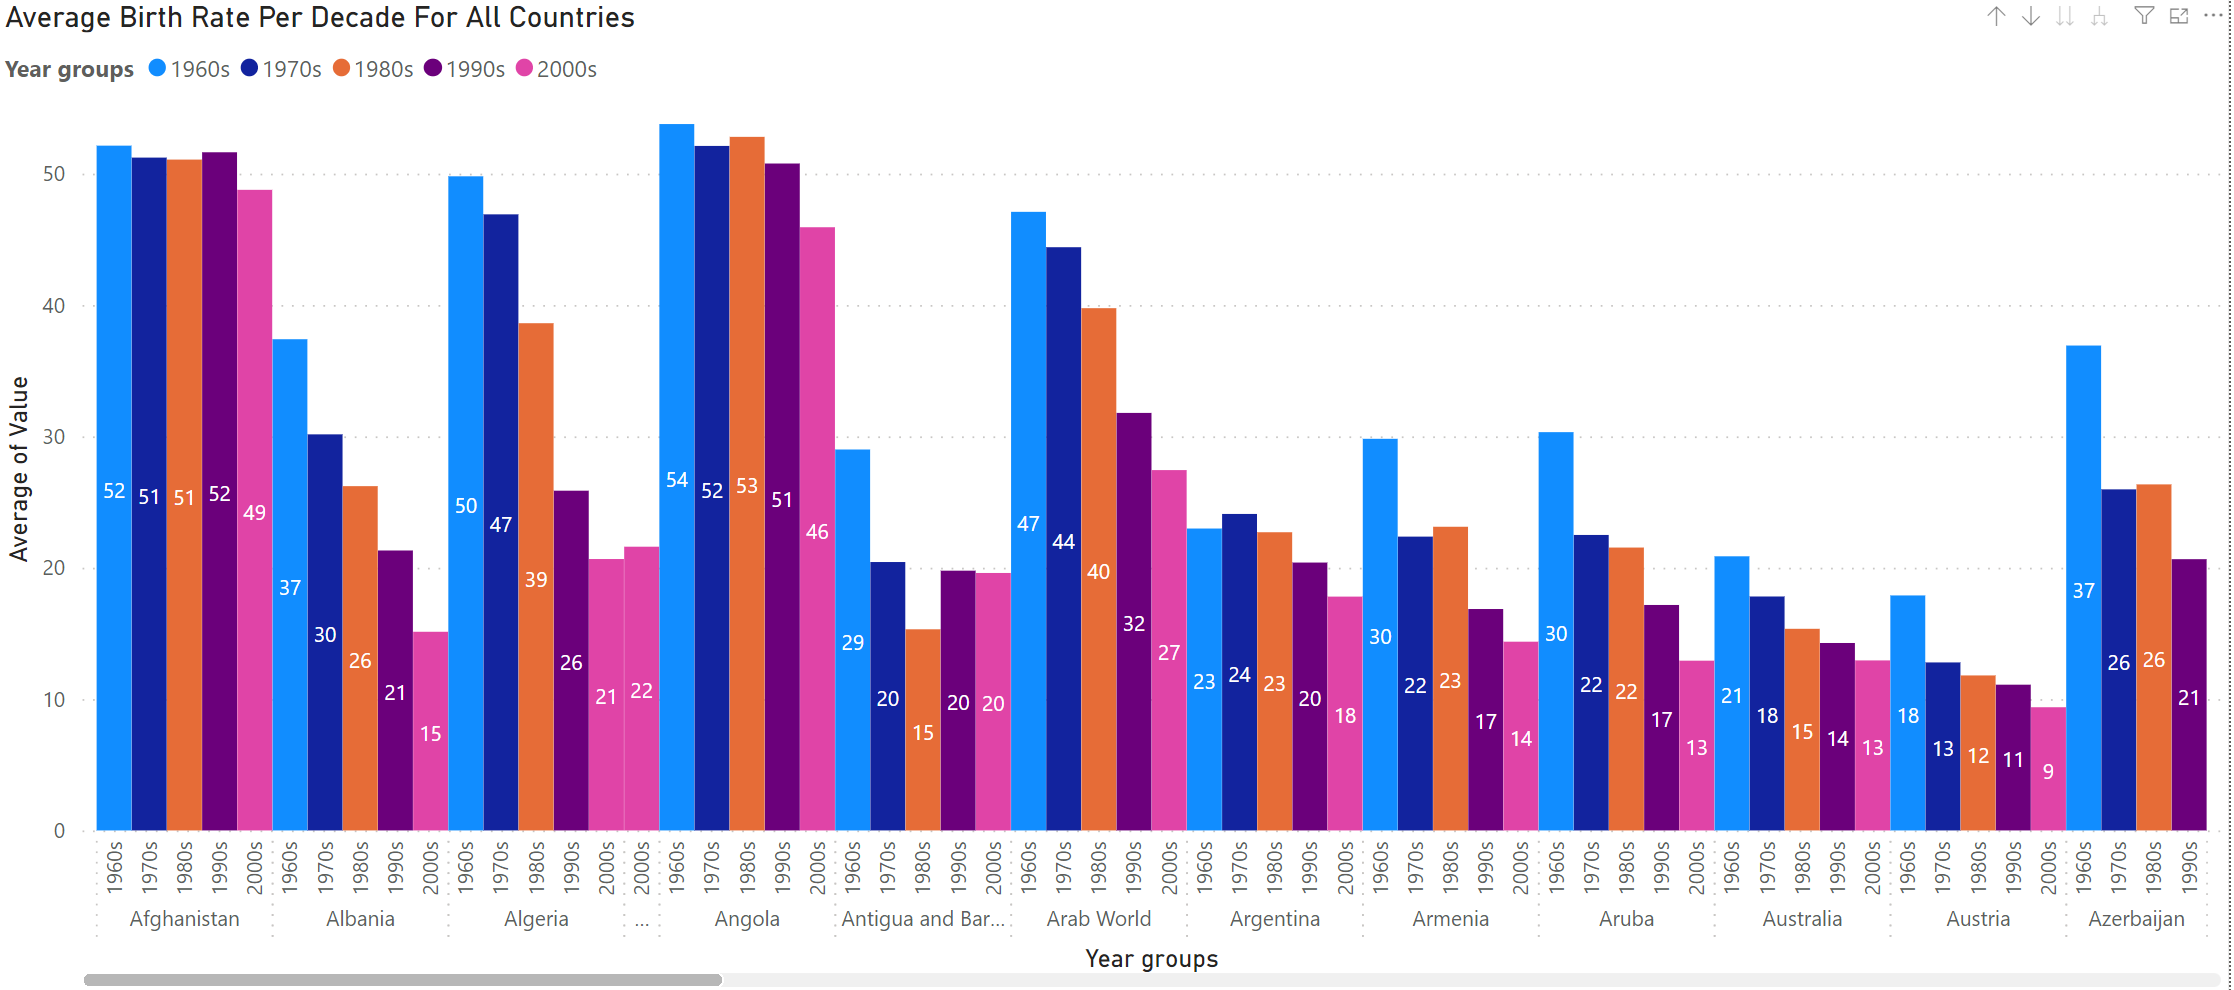 Average Birth Rate Per Decade For All Countries
Year groups 1960s 1970s 1980s 1990s 2000s
Average of Value
50
40
30
20
10
0
52 51 51 52 49
37 30 26 21 15
50 47 39 26 21
22
54 52 53 51 46
29 20 15 20 20
47 44 40 32 27
23 24 23 20 18
30 22 23 17 14
30 22 22 17 13
21 18 15 14 13
18 13 12 11 9
37 26 26 21
1960s 1970s 1980s 1990s 2000s 1960s 1970s 1980s 1990s 2000s 1960s 1970s 1980s 1990s 2000s 2000s 1960s 1970s 1980s 1990s 2000s 1960s 1970s 1980s 1990s 2000s 1960s 1970s 1980s 1990s 2000s 1960s 1970s 1980s 1990s 2000s 1960s 1970s 1980s 1990s 2000s 1960s 1970s 1980s 1990s 2000s 1960s 1970s 1980s 1990s 2000s 1960s 1970s 1980s 1990s 2000s 1960s 1970s 1980s 1990s
Afghanistan Albania Algeria ... Angola Antigua and Bar... Arab World Argentina Armenia Aruba Australia Austria Azerbaijan
Year groups